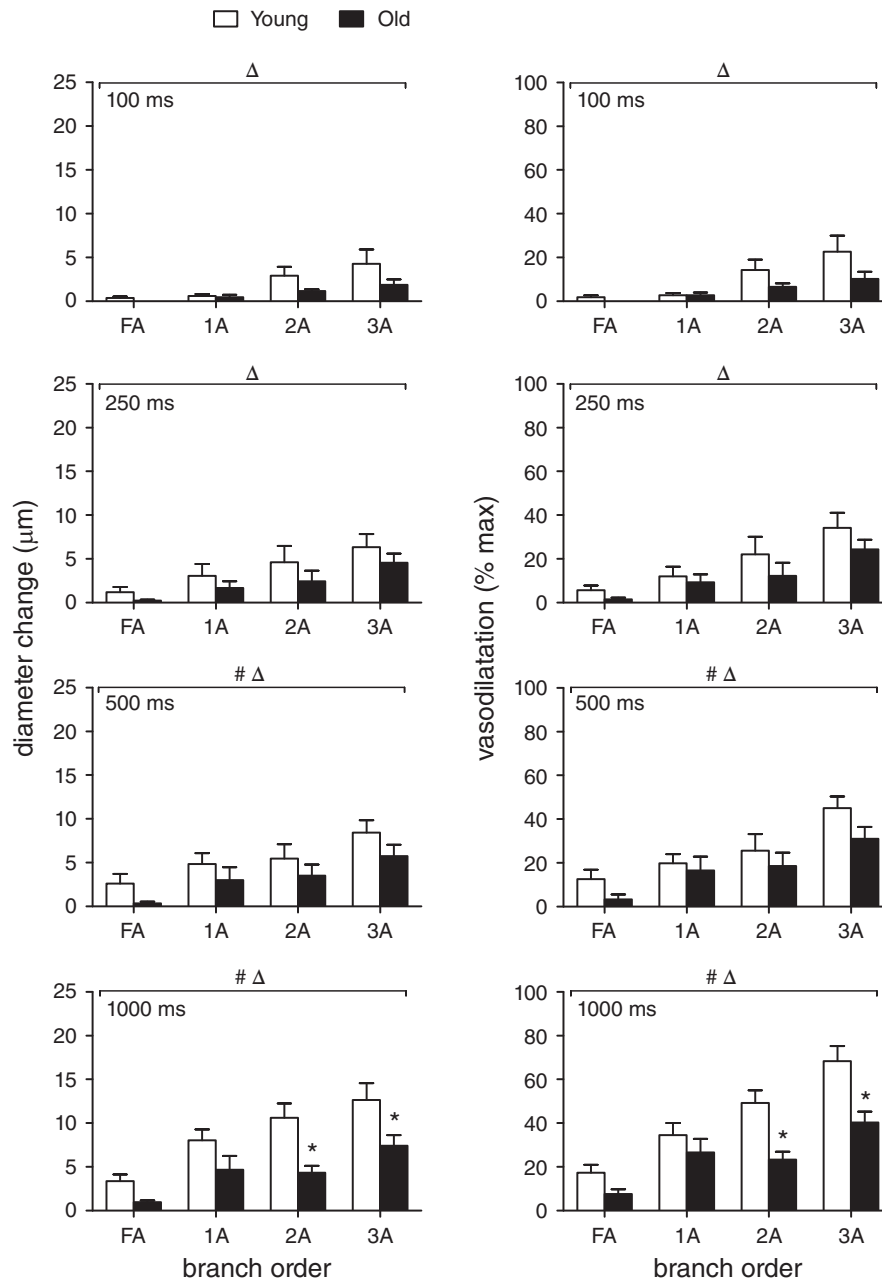 Young Old
Δ Δ
25 100 ms 100 100 ms
20 80
15 60
10 40
5 20
0 0
FA 1A 2A 3A FA 1A 2A 3A
Δ Δ
25 250 ms 100 250 ms
20 80
15 60
10 40
5 20
0 0
FA 1A 2A 3A FA 1A 2A 3A
diameter change (μm) vasodilatation (% max)
# Δ # Δ
25 500 ms 100 500 ms
20 80
15 60
10 40
5 20
0 0
FA 1A 2A 3A FA 1A 2A 3A
# Δ # Δ
25 1000 ms 100 1000 ms
20 80
15 60
10 * * 40 * *
5 20
0 0
FA 1A 2A 3A FA 1A 2A 3A
branch order branch order